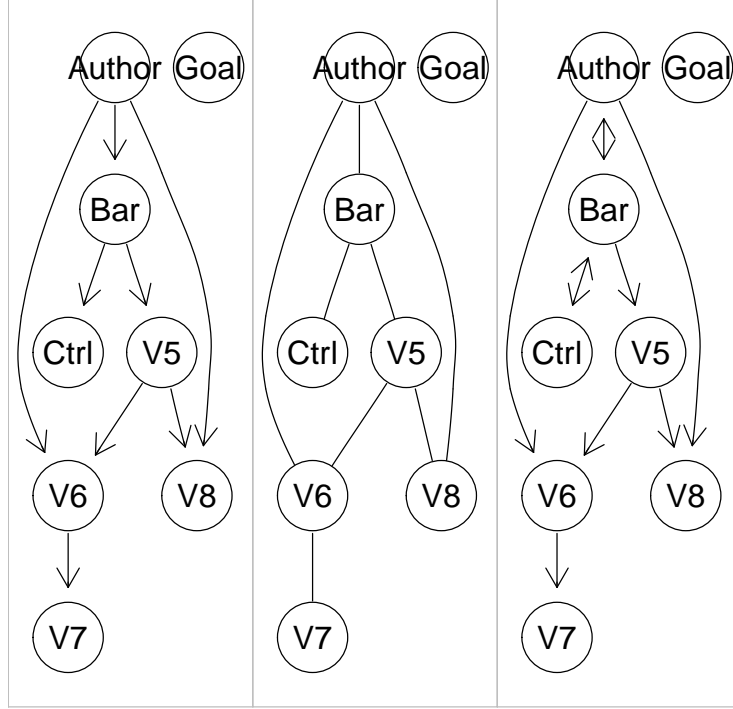 Author Goal Author Goal Author Goal
Bar Bar Bar
Ctrl V5 Ctrl V5 Ctrl V5
V6 V8 V6 V8 V6 V8
V7 V7 V7